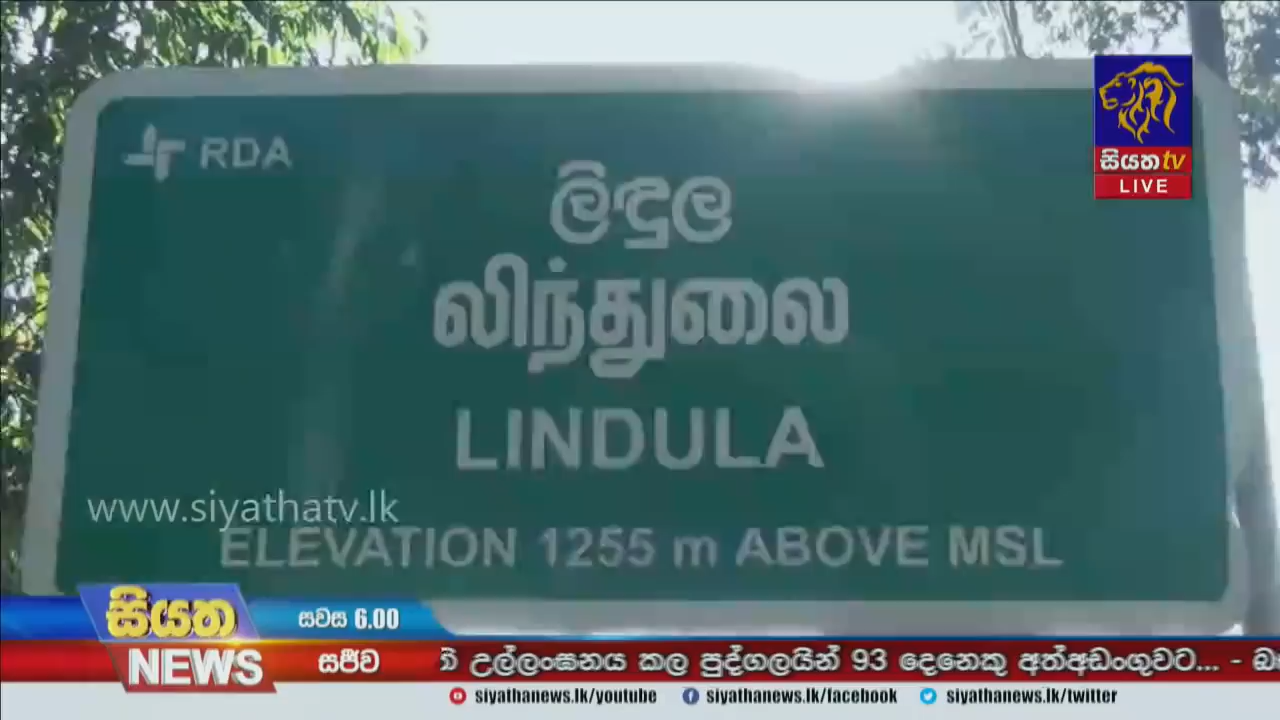 RDA
ලිඳුල
லிந்துலை
LINDULA
ELEVATION 1255 m ABOVE MSL
සියත tv
LIVE
www.siyathatv.lk
සියත
NEWS
සවස 6.00
සජීව
උල්ලංඝනය කල පුද්ගලයින් 93 දෙනෙකු අත්අඩංගුවට... -
siyathanews.lk/youtube
siyathanews.lk/facebook
siyathanews.lk/twitter